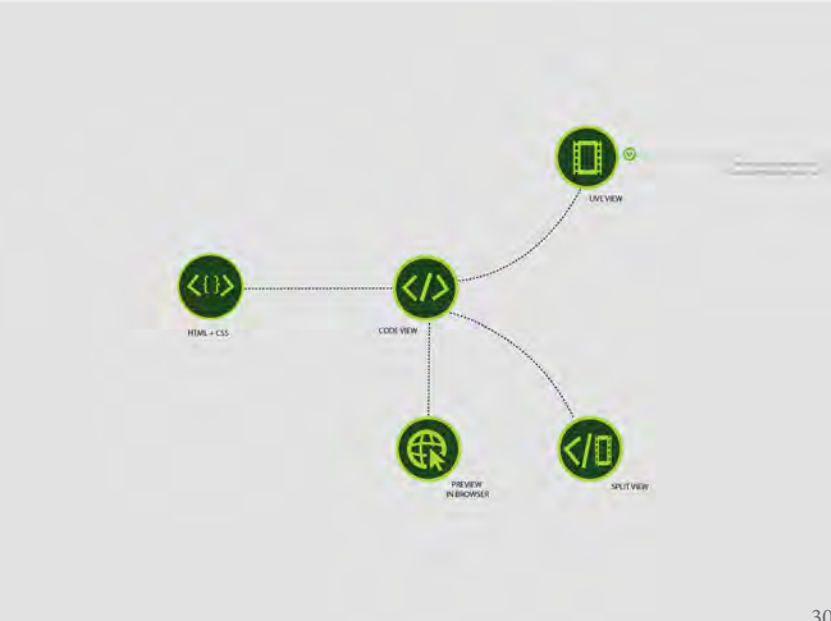 LIVE VIEW
<{}>
</>
HTML + CSS
CODE VIEW
</
PREVIEW
IN BROWSER
SPLIT VIEW
30